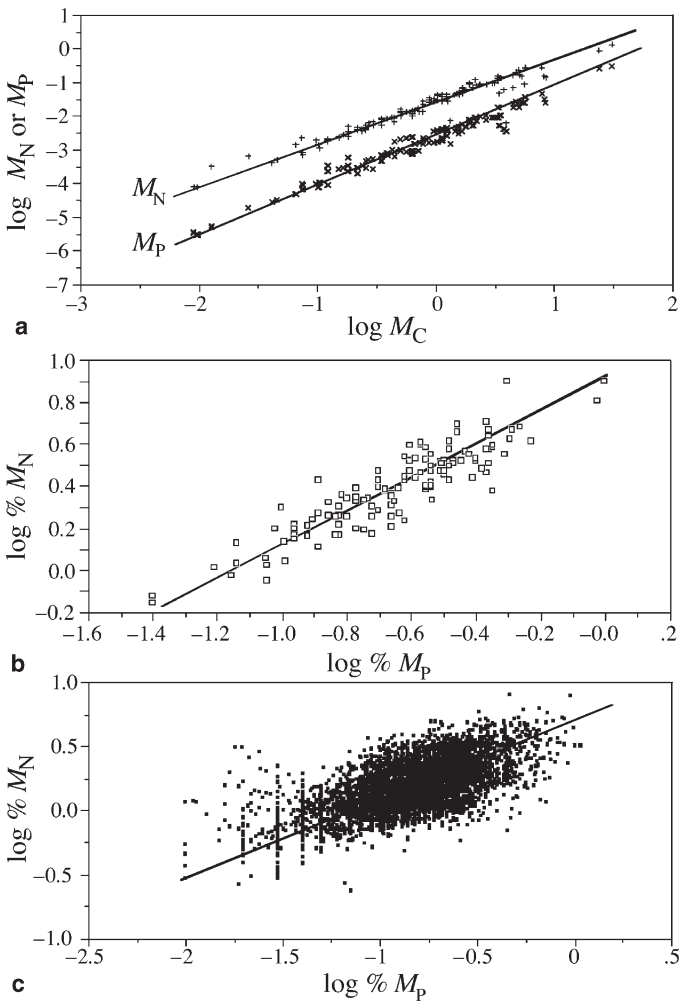 1
0
−1
−2
−3
−4
−5
−6
−7
log M_N or M_P
M_N
M_P
−3 −2 −1 0 1 2
a log M_C
1.0
0.8
0.6
0.4
0.2
0.0
−0.2
log % M_N
−1.6 −1.4 −1.2 −1.0 −0.8 −0.6 −0.4 −0.2 −0.0 .2
b log % M_P
1.0
0.5
0.0
−0.5
−1.0
log % M_N
−2.5 −2 −1.5 −1 −0.5 0 .5
c log % M_P